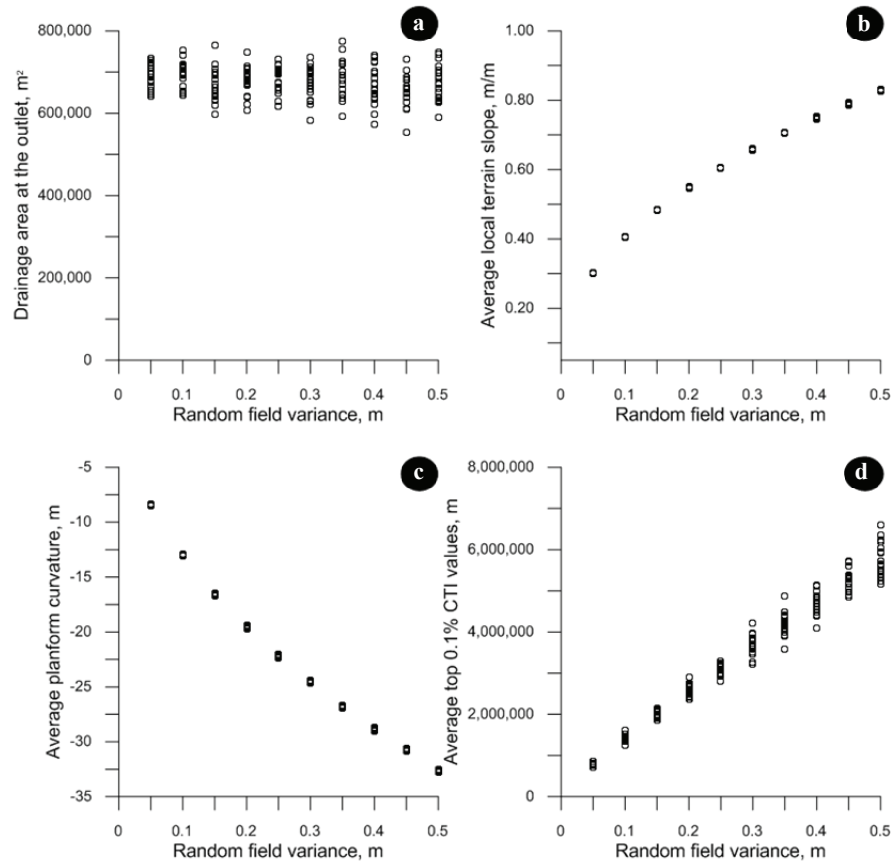 a
800,000
600,000
400,000
200,000
0
Drainage area at the outlet, m²
0 0.1 0.2 0.3 0.4 0.5
Random field variance, m
b
1.00
0.80
0.60
0.40
0.20
Average local terrain slope, m/m
0 0.1 0.2 0.3 0.4 0.5
Random field variance, m
c
-5
-10
-15
-20
-25
-30
-35
Average planform curvature, m
0 0.1 0.2 0.3 0.4 0.5
Random field variance, m
d
8,000,000
6,000,000
4,000,000
2,000,000
0
Average top 0.1% CTI values, m
0 0.1 0.2 0.3 0.4 0.5
Random field variance, m